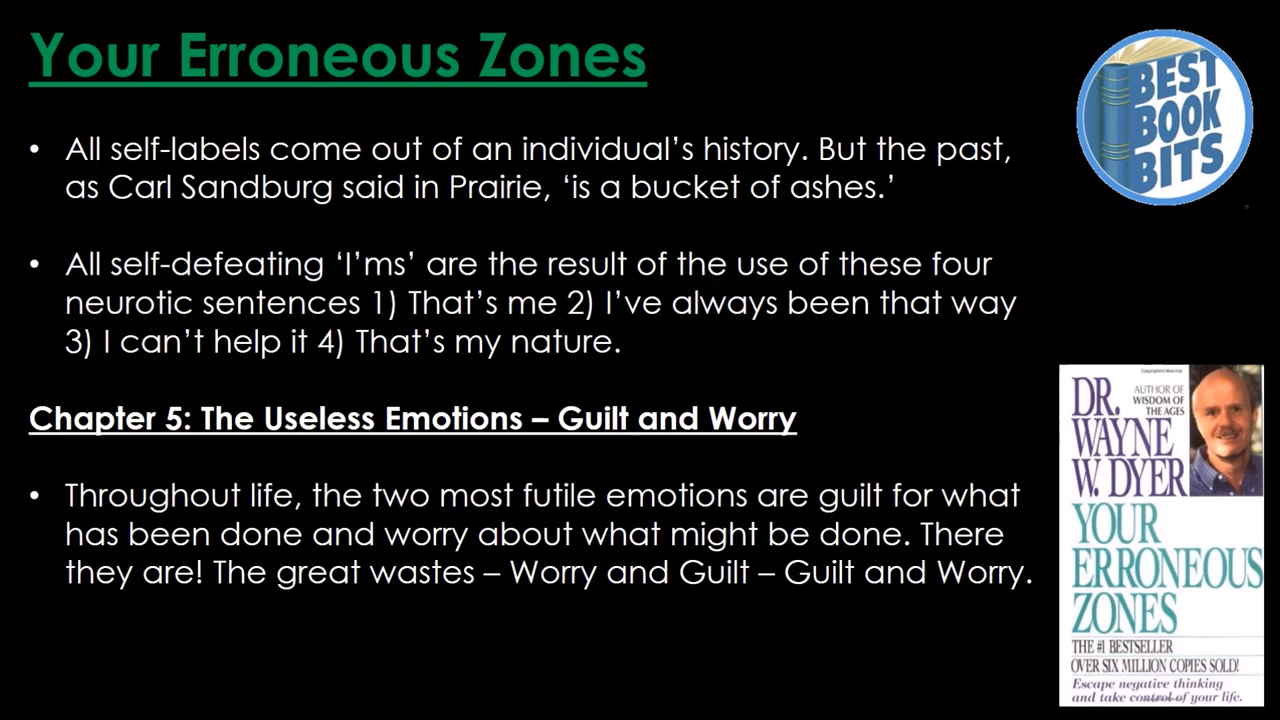 Your Erroneous Zones
• All self-labels come out of an individual’s history. But the past,
as Carl Sandburg said in Prairie, ‘is a bucket of ashes.’
• All self-defeating ‘I’ms’ are the result of the use of these four
neurotic sentences 1) That’s me 2) I’ve always been that way
3) I can’t help it 4) That’s my nature.
Chapter 5: The Useless Emotions – Guilt and Worry
• Throughout life, the two most futile emotions are guilt for what
has been done and worry about what might be done. There
they are! The great wastes – Worry and Guilt – Guilt and Worry.
BEST
BOOK
BITS
Copyrighted Material
DR.
WAYNE
W. DYER
AUTHOR OF
WISDOM OF
THE AGES
YOUR
ERRONEOUS
ZONES
THE #1 BESTSELLER
OVER SIX MILLION COPIES SOLD!
Escape negative thinking
and take control of your life.